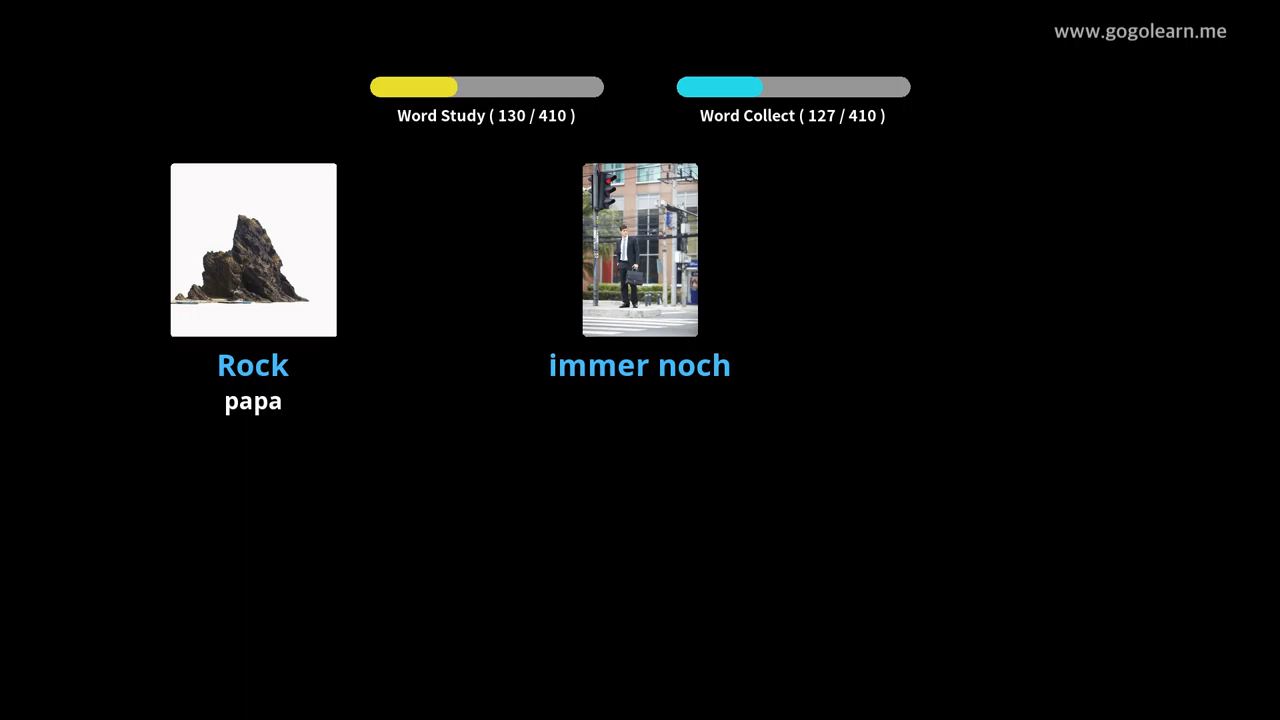 www.gogolearn.me
Word Study ( 130 / 410 )
Word Collect ( 127 / 410 )
Rock
papa
immer noch